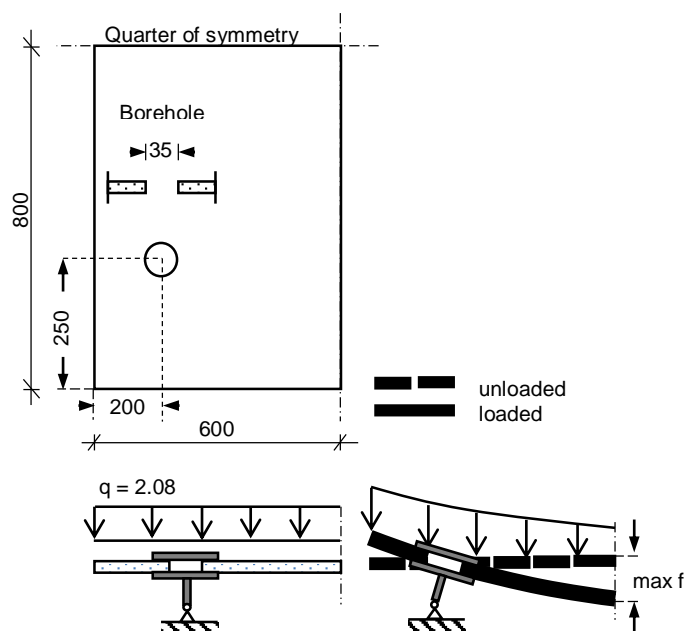 Quarter of symmetry
Borehole
35
800
250
200
600
unloaded
loaded
q = 2.08
max f